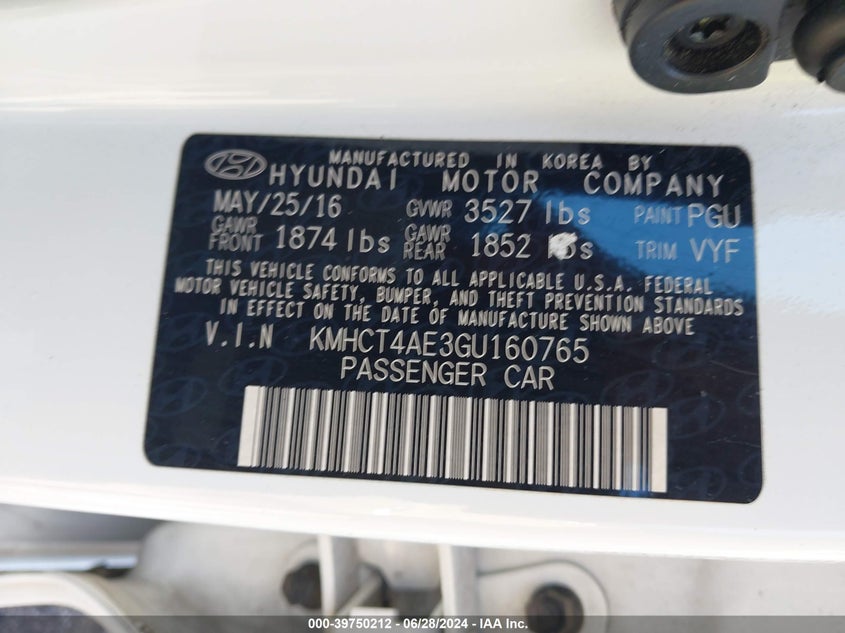 MANUFACTURED IN KOREA BY
HYUNDAI MOTOR COMPANY
MAY/25/16 GVWR 3527 lbs PAINT PGU
GAWR FRONT 1874 lbs GAWR REAR 1852 lbs TRIM VYF
THIS VEHICLE CONFORMS TO ALL APPLICABLE U.S.A. FEDERAL
MOTOR VEHICLE SAFETY, BUMPER, AND THEFT PREVENTION STANDARDS
IN EFFECT ON THE DATE OF MANUFACTURE SHOWN ABOVE
V.I.N KMHCT4AE3GU160765
PASSENGER CAR
000-39750212 - 06/28/2024 - IAAI - Copyright IAA, Inc.